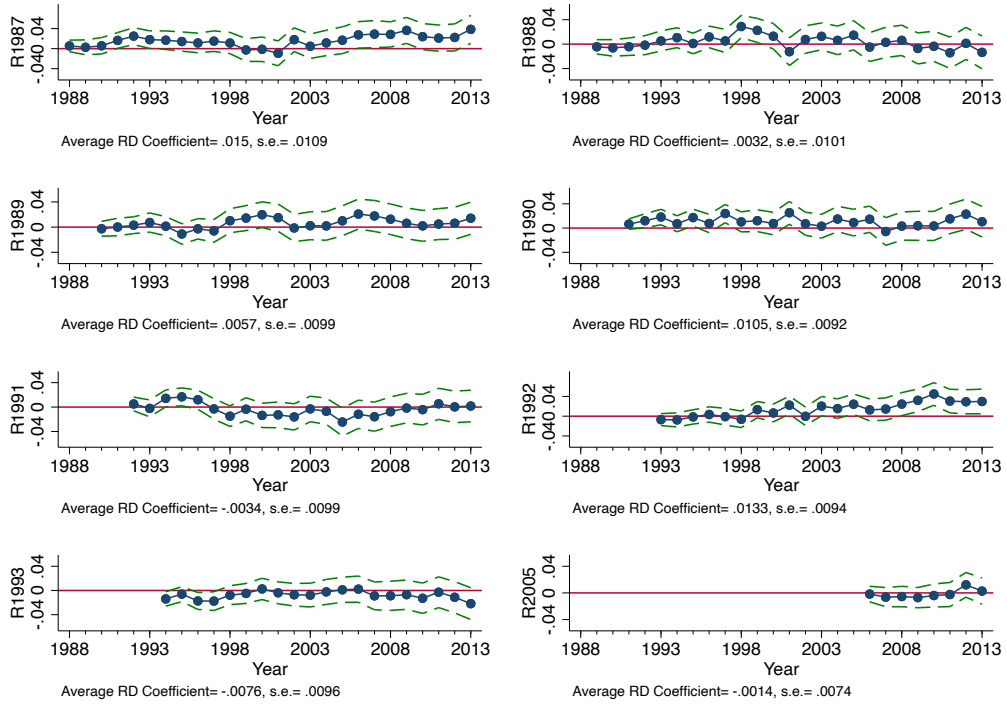 R1987
.04
0
-.04
1988 1993 1998 2003 2008 2013
Year
Average RD Coefficient= .015, s.e.= .0109
R1988
.04
0
-.04
1988 1993 1998 2003 2008 2013
Year
Average RD Coefficient= .0032, s.e.= .0101
R1989
.04
0
-.04
1988 1993 1998 2003 2008 2013
Year
Average RD Coefficient= .0057, s.e.= .0099
R1990
.04
0
-.04
1988 1993 1998 2003 2008 2013
Year
Average RD Coefficient= .0105, s.e.= .0092
R1991
.04
0
-.04
1988 1993 1998 2003 2008 2013
Year
Average RD Coefficient= -.0034, s.e.= .0099
R1992
.04
0
-.04
1988 1993 1998 2003 2008 2013
Year
Average RD Coefficient= .0133, s.e.= .0094
R1993
.04
0
-.04
1988 1993 1998 2003 2008 2013
Year
Average RD Coefficient= -.0076, s.e.= .0096
R2005
.04
0
-.04
1988 1993 1998 2003 2008 2013
Year
Average RD Coefficient= -.0014, s.e.= .0074